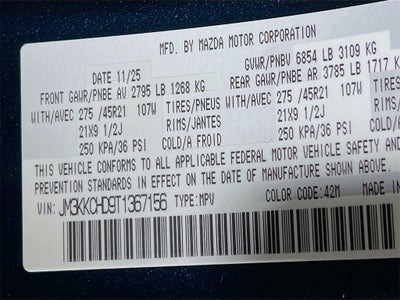 MFD. BY MAZDA MOTOR CORPORATION
DATE 11/25 GVWR/PNBV 6854 LB 3109 KG
FRONT GAWR/PNBE AV 2795 LB 1268 KG REAR GAWR/PNBE AR 3785 LB 1717 KG
WITH/AVEC 275 /45R21 107W TIRES/PNEUS WITH/AVEC 275 /45R21 107W
21X9 1/2J RIMS/JANTES 21X9 1/2J
250 KPA/36 PSI COLD/A FROID 250 KPA/36 PSI
THIS VEHICLE CONFORMS TO ALL APPLICABLE FEDERAL MOTOR VEHICLE SAFETY AND
PREVENTION STANDARDS IN EFFECT ON THE DATE OF MANUFACTURE SHOWN ABOVE.
VIN: JM3KKCHD9T1367156 TYPE:MPV COLOR CODE:42M MADE IN